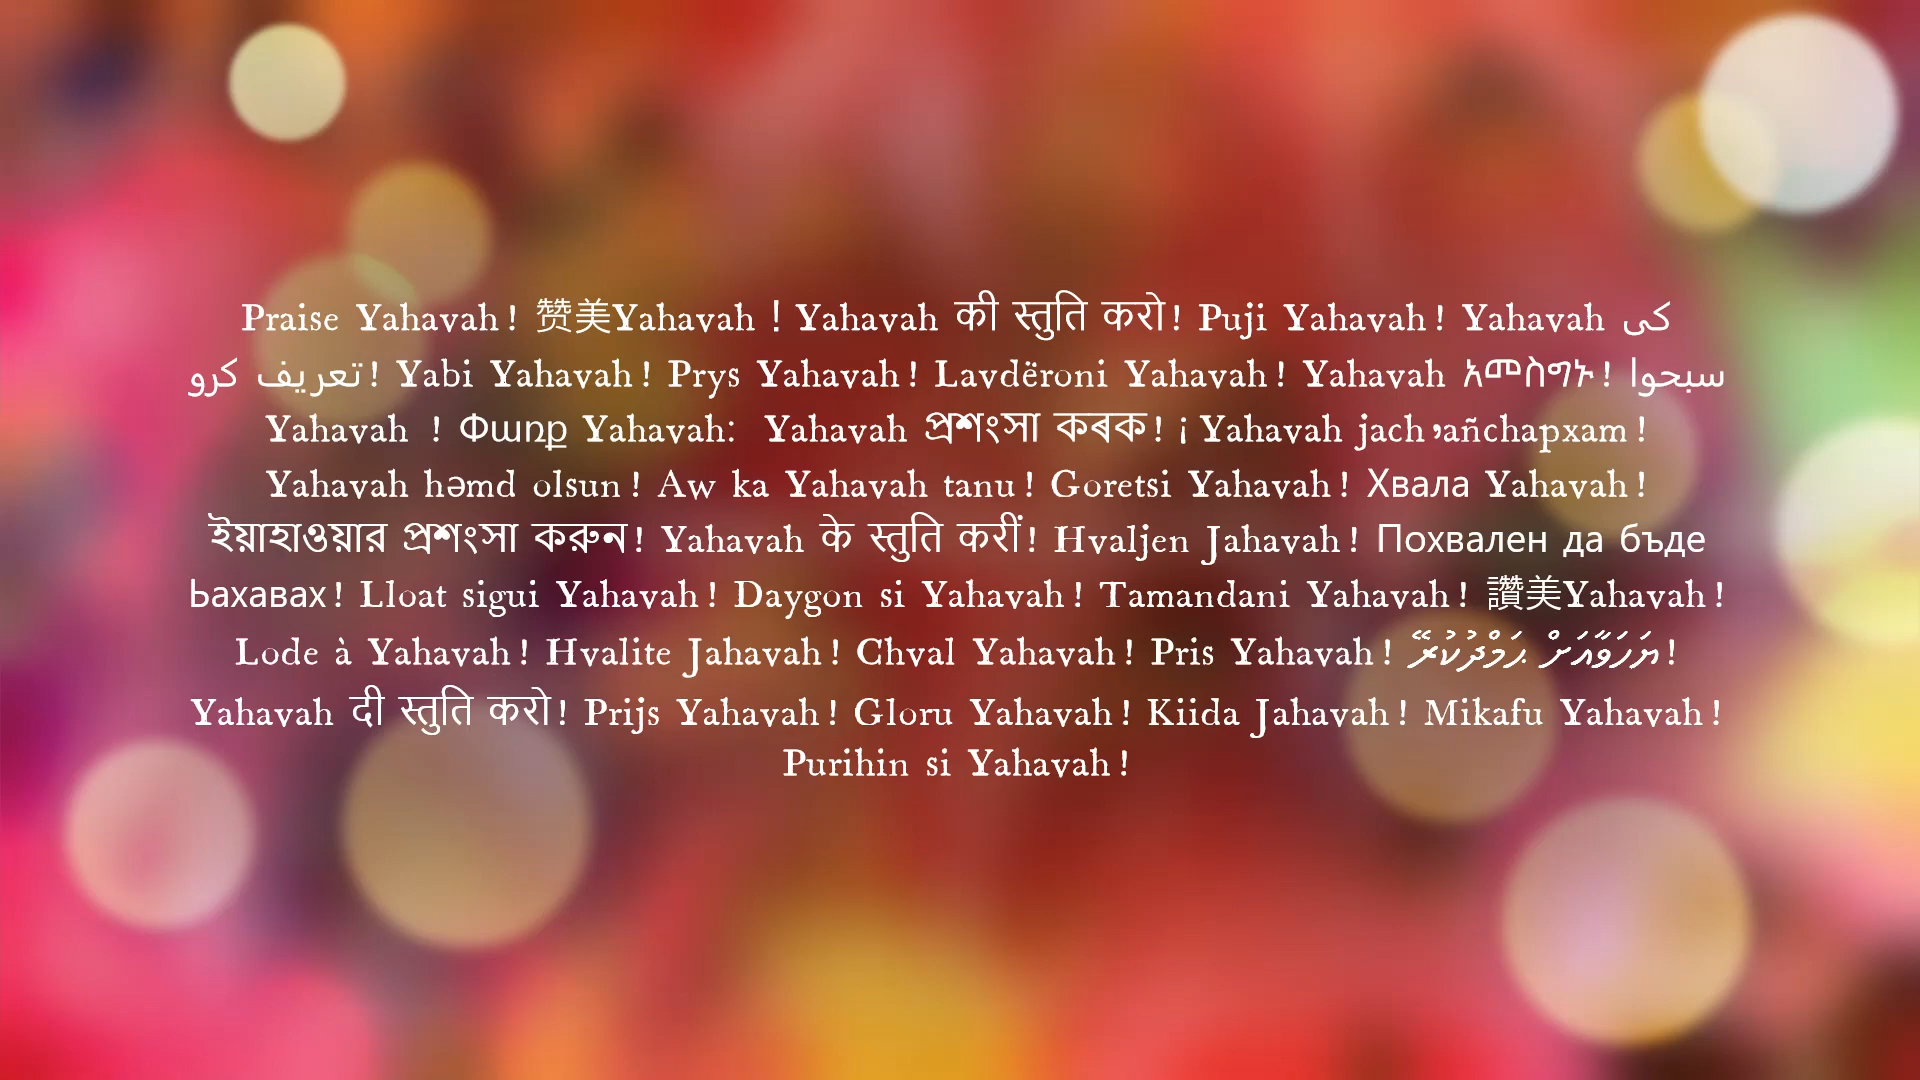 Praise Yahavah! 赞美Yahavah！Yahavah की स्तुति करो! Puji Yahavah! Yahavah کی
تعریف کرو! Yabi Yahavah! Prys Yahavah! Lavdëroni Yahavah! Yahavah አመስግኑ! سبحوا
Yahavah ! Փառք Yahavah: Yahavah প্ৰশংসা কৰক! ¡Yahavah jach’añchapxam!
Yahavah həmd olsun! Aw ka Yahavah tanu! Goretsi Yahavah! Хвала Yahavah!
ইয়াহাওয়ার প্রশংসা করুন! Yahavah के स्तुति करीं! Hvaljen Jahavah! Похвален да бъде
Ьахавах! Lloat sigui Yahavah! Daygon si Yahavah! Tamandani Yahavah! 讚美Yahavah!
Lode à Yahavah! Hvalite Jahavah! Chval Yahavah! Pris Yahavah! ޔަހަވާއަށް ޙަމްދުކުރޭ!
Yahavah दी स्तुति करो! Prijs Yahavah! Gloru Yahavah! Kiida Jahavah! Mikafu Yahavah!
Purihin si Yahavah!